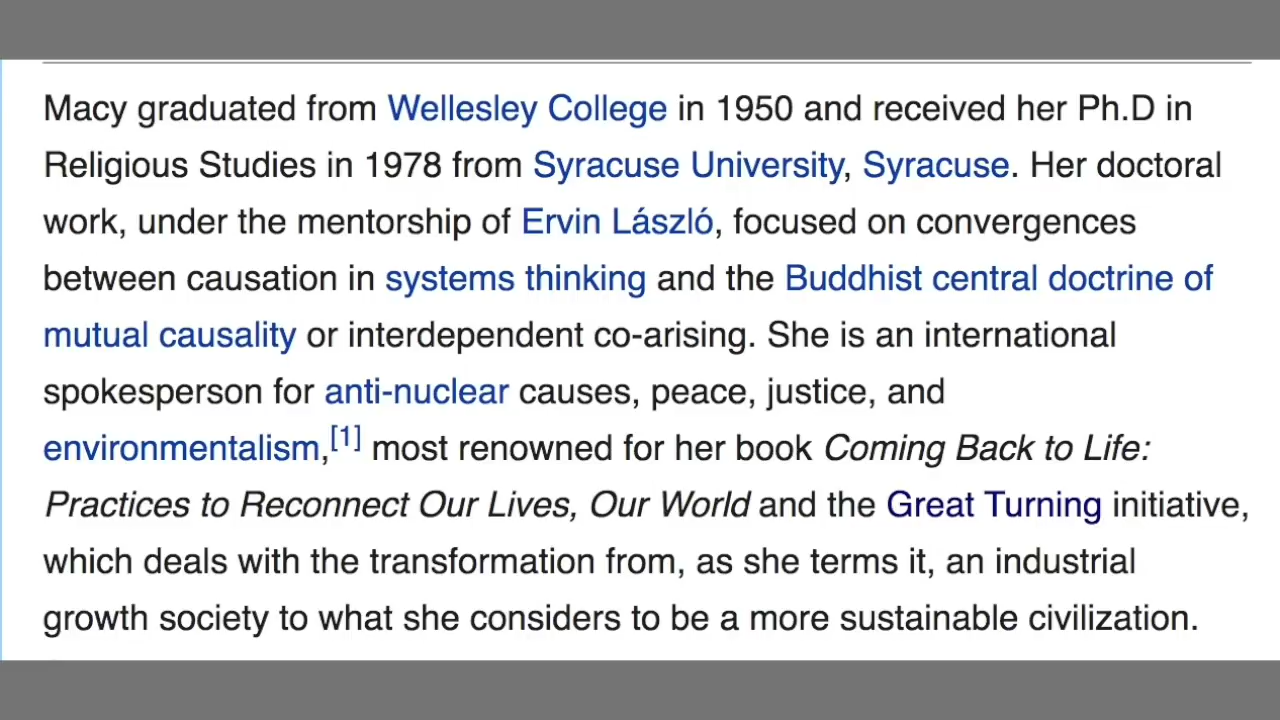 Macy graduated from Wellesley College in 1950 and received her Ph.D in
Religious Studies in 1978 from Syracuse University, Syracuse. Her doctoral
work, under the mentorship of Ervin László, focused on convergences
between causation in systems thinking and the Buddhist central doctrine of
mutual causality or interdependent co-arising. She is an international
spokesperson for anti-nuclear causes, peace, justice, and
environmentalism,[1] most renowned for her book Coming Back to Life:
Practices to Reconnect Our Lives, Our World and the Great Turning initiative,
which deals with the transformation from, as she terms it, an industrial
growth society to what she considers to be a more sustainable civilization.